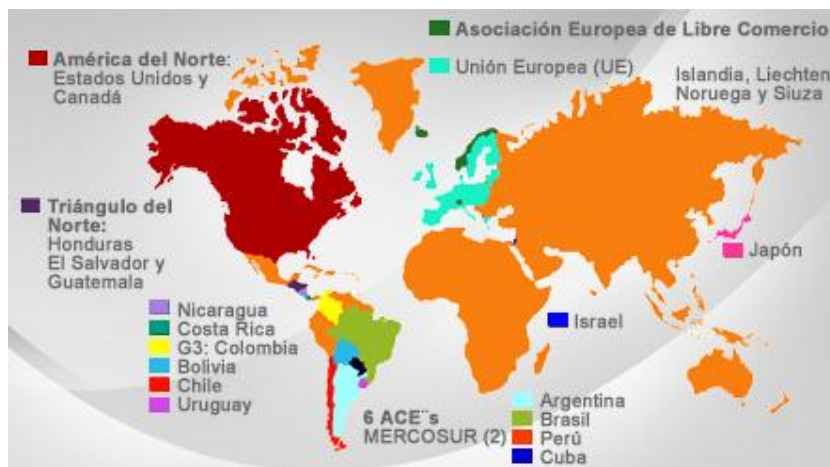 América del Norte:
Estados Unidos y
Canadá
Asociación Europea de Libre Comercio
Unión Europea (UE)
Islandia, Liechten
Noruega y Siuza
Triángulo del
Norte:
Honduras
El Salvador y
Guatemala
Japón
Israel
Nicaragua
Costa Rica
G3: Colombia
Bolivia
Chile
Uruguay
6 ACE¨s
MERCOSUR (2)
Argentina
Brasil
Perú
Cuba